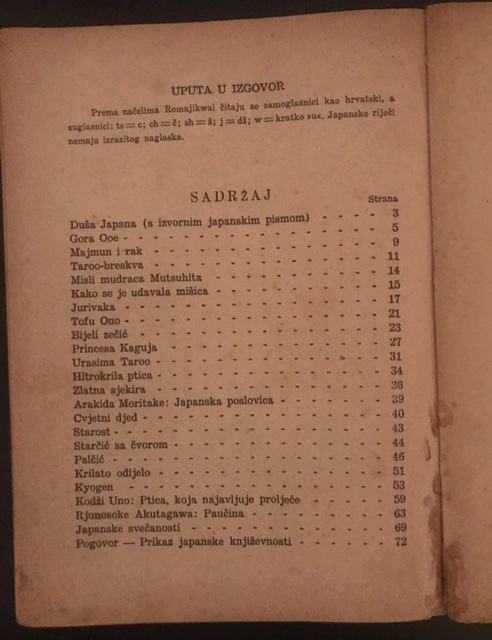 UPUTA U IZGOVOR
Prema načelima Romajikwai čitaju se samoglasnici kao hrvatski, a
suglasnici: ts = c; ch = č; sh = š; j = dž; w = kratko »u«. Japanske riječi
nemaju izrazitog naglaska.
SADRŽAJ
Strana
Duša Japana (s izvornim japanskim pismom) - - - - 3
Gora Ooe - - - - - - - - - - - - - - - 5
Majmun i rak - - - - - - - - - - - - - 9
Taroo-breskva - - - - - - - - - - - - - 11
Misli mudraca Mutsuhita - - - - - - - - - - 14
Kako se je udavala mišica - - - - - - - - - - 15
Jurivaka - - - - - - - - - - - - - - 17
Tofu Ono - - - - - - - - - - - - - - - 21
Bijeli zečić - - - - - - - - - - - - - - 23
Princesa Kaguja - - - - - - - - - - - - 27
Urasima Taroo - - - - - - - - - - - - - 31
Hitrokrila ptica - - - - - - - - - - - - - 34
Zlatna sjekira - - - - - - - - - - - - - 36
Arakida Moritake: Japanska poslovica - - - - - - 39
Cvjetni djed - - - - - - - - - - - - - 40
Starost - - - - - - - - - - - - - - - 43
Starčić sa čvorom - - - - - - - - - - - - 44
Palčić - - - - - - - - - - - - - - - 46
Krilato odijelo - - - - - - - - - - - - - 51
Kyogen - - - - - - - - - - - - - - - 53
Kodži Uno: Ptica, koja najavljuje proljeće - - - - - 59
Rjunosoke Akutagawa: Paučina - - - - - - - - 63
Japanske svečanosti - - - - - - - - - - - - 69
Pogovor — Prikaz japanske književnosti - - - - - - 72